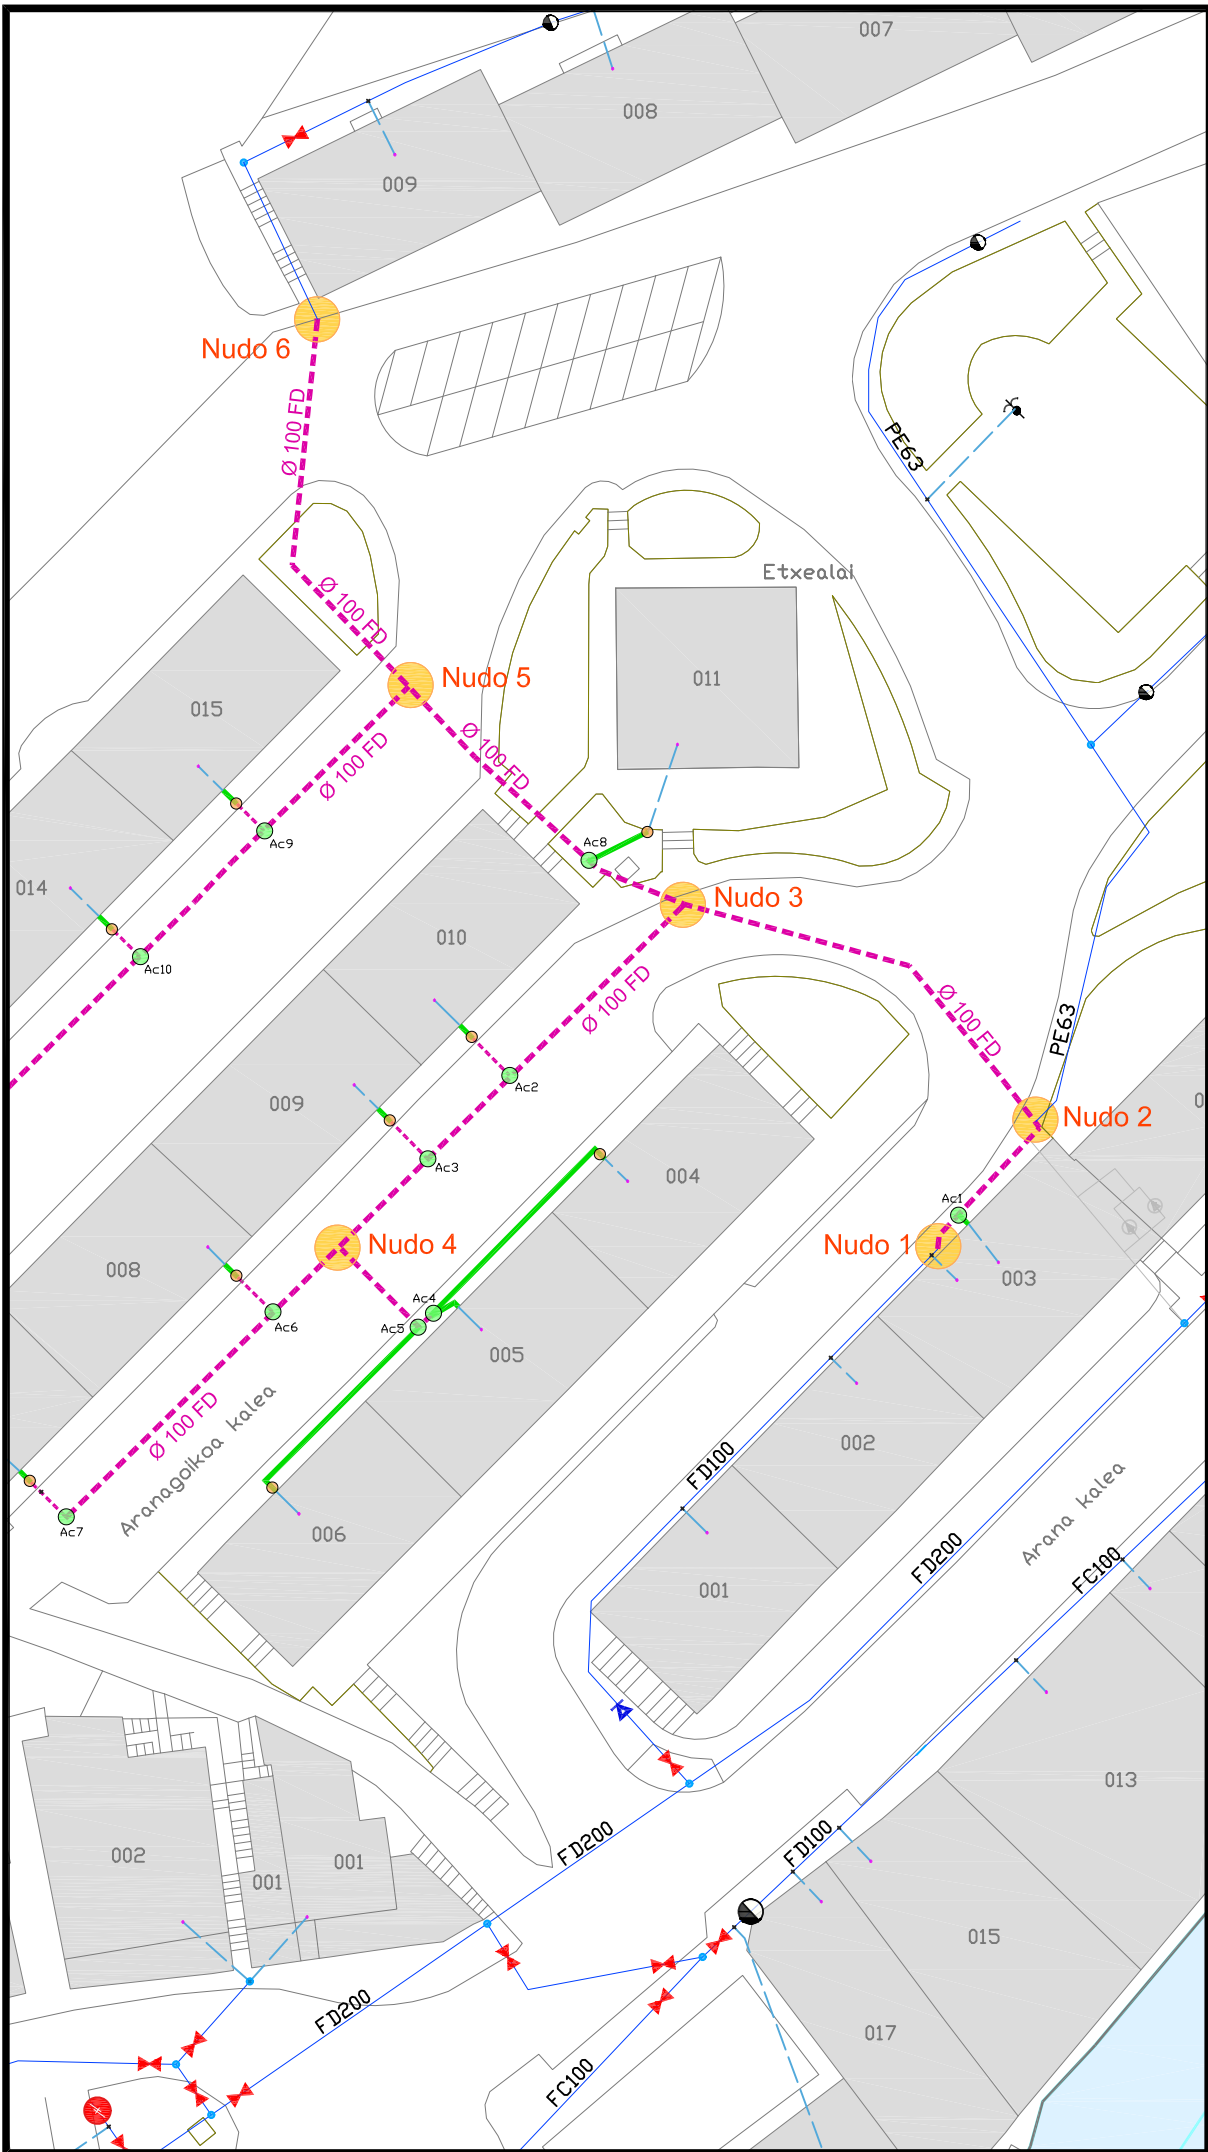 007
008
009
Nudo 6
Ø 100 FD
PE63
Etxealai
Ø 100 FD
Nudo 5
011
015
Ø 100 FD
Ø 100 FD
Ac9
Ac8
014
Nudo 3
010
Ac10
Ø 100 FD
Ø 100 FD
PE63
Ac2
009
Nudo 2
Ac3
004
Ac1
Nudo 4
Nudo 1
008
003
Ac4
Ac6
Ac5
005
Ø 100 FD
Aranagolkoa kalea
002
FD100
Ac7
006
Arana kalea
FD200
FC100
001
013
002
001
001
FD200
FD100
015
FD200
017
FC100